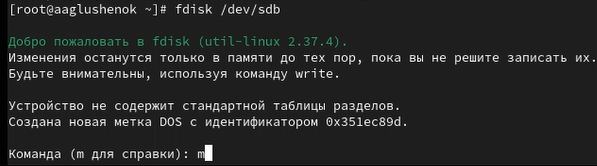 [root@aaglushenok ~]# fdisk /dev/sdb
Добро пожаловать в fdisk (util-linux 2.37.4).
Изменения останутся только в памяти до тех пор, пока вы не решите записать их.
Будьте внимательны, используя команду write.
Устройство не содержит стандартной таблицы разделов.
Создана новая метка DOS с идентификатором 0x351ec89d.
Команда (m для справки): m